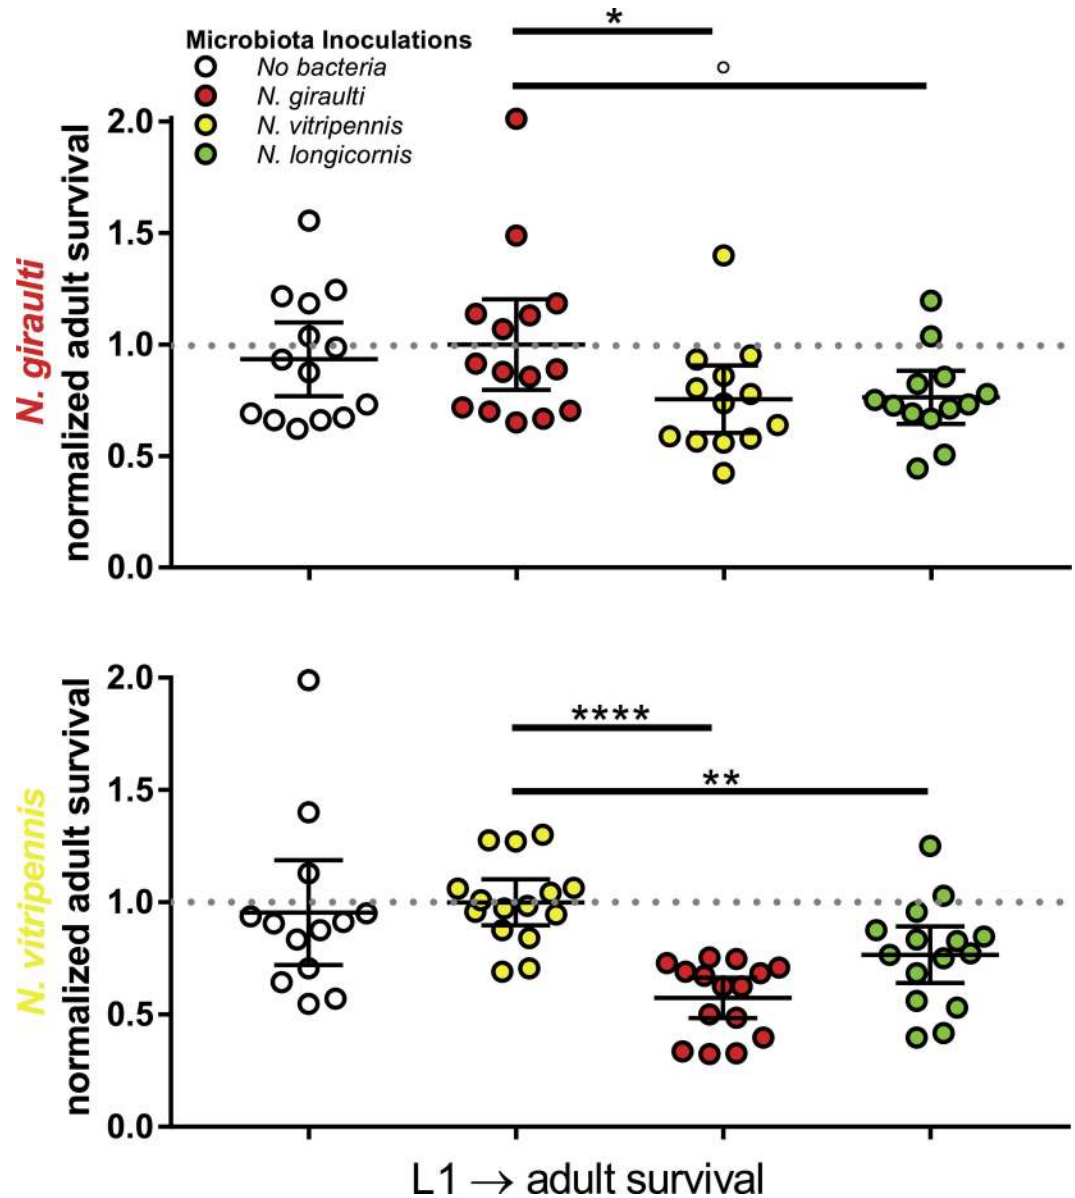 *
Microbiota Inoculations
No bacteria
N. giraulti
N. vitripennis
N. longicornis
N. giraulti
normalized adult survival
2.0
1.5
1.0
0.5
0.0
N. vitripennis
normalized adult survival
2.0
1.5
1.0
0.5
0.0
****
**
L1 → adult survival